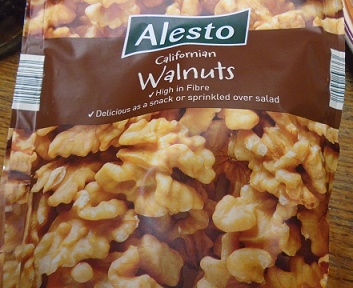 Alesto
Californian
Walnuts
✓High in Fibre
✓Delicious as a snack or sprinkled over salad